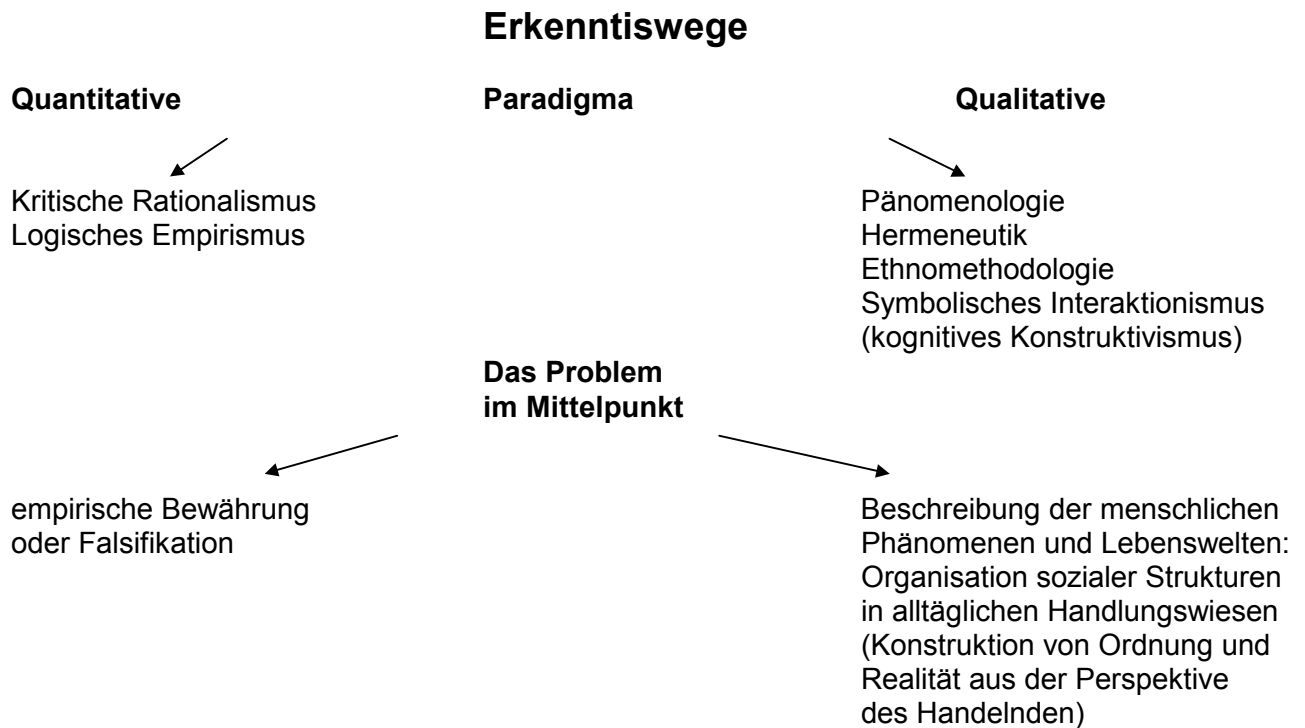 Erkenntiswege
Quantitative Paradigma Qualitative
Kritische Rationalismus
Logisches Empirismus
Pänomenologie
Hermeneutik
Ethnomethodologie
Symbolisches Interaktionismus
(kognitives Konstruktivismus)
Das Problem
im Mittelpunkt
empirische Bewährung
oder Falsifikation
Beschreibung der menschlichen
Phänomenen und Lebenswelten:
Organisation sozialer Strukturen
in alltäglichen Handlungswiesen
(Konstruktion von Ordnung und
Realität aus der Perspektive
des Handelnden)